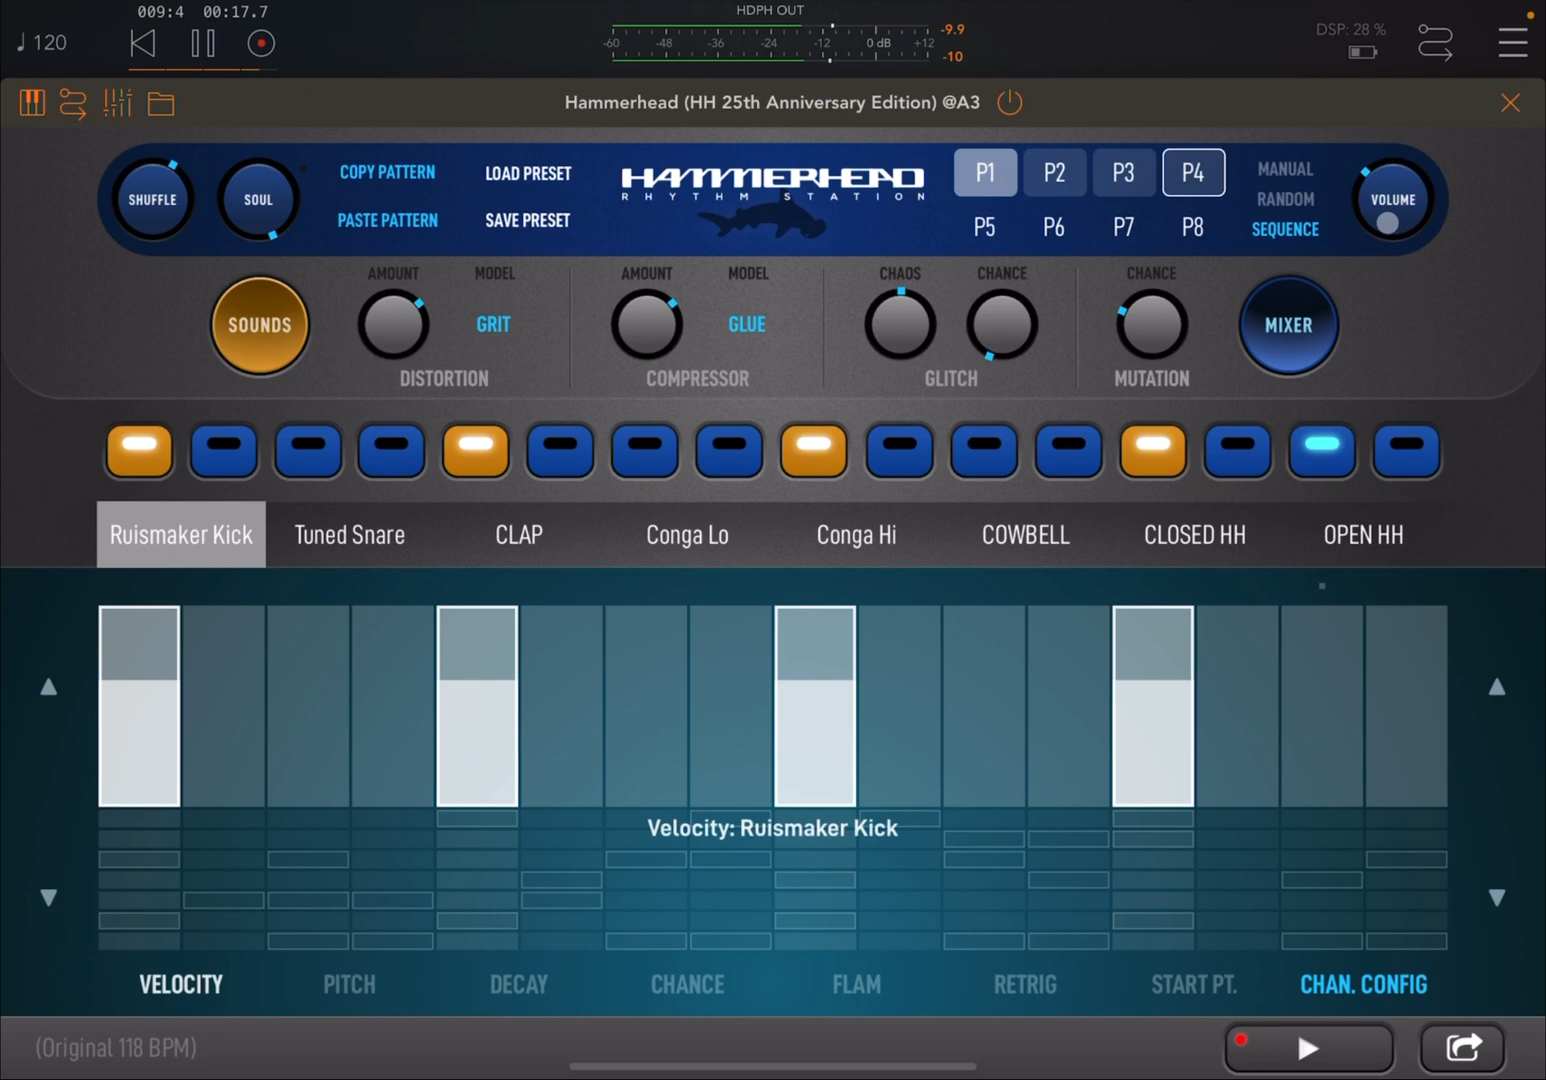 009:4 00:17.7
HDPH OUT
♩ 120
-60 -48 -36 -24 -12 0 dB +12
-9.9
-10
DSP: 28 %
Hammerhead (HH 25th Anniversary Edition) @A3
SHUFFLE
SOUL
COPY PATTERN
PASTE PATTERN
LOAD PRESET
SAVE PRESET
HAMMERHEAD
RHYTHM STATION
P1 P2 P3 P4
P5 P6 P7 P8
MANUAL
RANDOM
SEQUENCE
VOLUME
SOUNDS
AMOUNT MODEL
GRIT
DISTORTION
AMOUNT MODEL
GLUE
COMPRESSOR
CHAOS CHANCE
GLITCH
CHANCE
MUTATION
MIXER
Ruismaker Kick Tuned Snare CLAP Conga Lo Conga Hi COWBELL CLOSED HH OPEN HH
Velocity: Ruismaker Kick
VELOCITY PITCH DECAY CHANCE FLAM RETRIG START PT. CHAN. CONFIG
(Original 118 BPM)